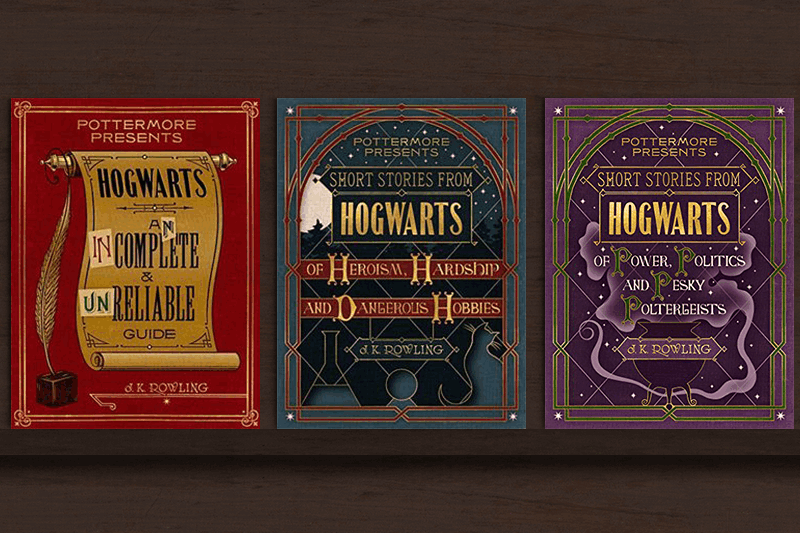 POTTERMORE
PRESENTS
HOGWARTS
AN
INCOMPLETE
&
UNRELIABLE
GUIDE
J.K. ROWLING
POTTERMORE
PRESENTS
SHORT STORIES FROM
HOGWARTS
OF HEROISM, HARDSHIP
AND DANGEROUS HOBBIES
J.K. ROWLING
POTTERMORE
PRESENTS
SHORT STORIES FROM
HOGWARTS
OF POWER, POLITICS
AND PESKY
POLTERGEISTS
J.K. ROWLING